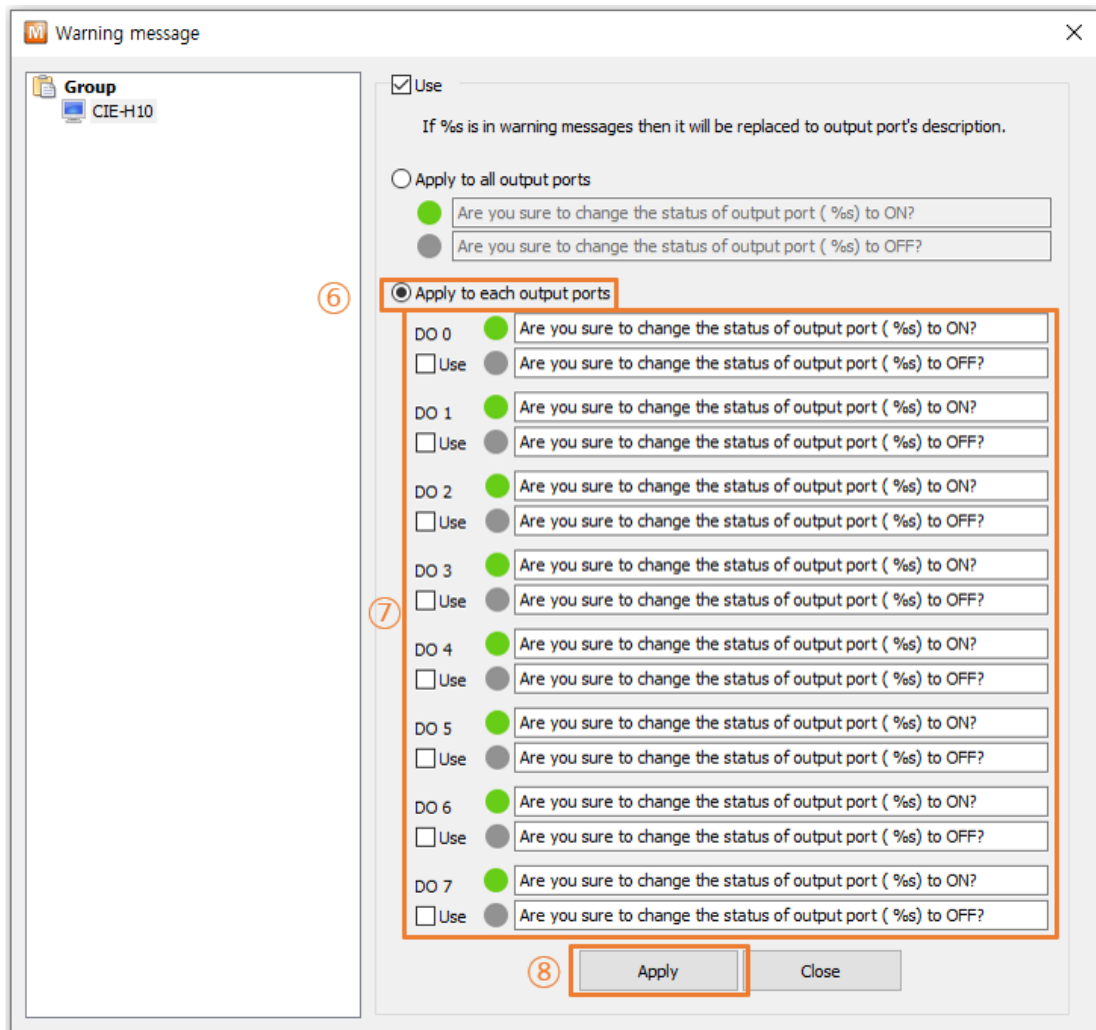 M Warning message
Group
CIE-H10
Use
If %s is in warning messages then it will be replaced to output port's description.
Apply to all output ports
Are you sure to change the status of output port ( %s) to ON?
Are you sure to change the status of output port ( %s) to OFF?
⑥ Apply to each output ports
DO 0 Are you sure to change the status of output port ( %s) to ON?
Use Are you sure to change the status of output port ( %s) to OFF?
DO 1 Are you sure to change the status of output port ( %s) to ON?
Use Are you sure to change the status of output port ( %s) to OFF?
DO 2 Are you sure to change the status of output port ( %s) to ON?
Use Are you sure to change the status of output port ( %s) to OFF?
DO 3 Are you sure to change the status of output port ( %s) to ON?
⑦ Use Are you sure to change the status of output port ( %s) to OFF?
DO 4 Are you sure to change the status of output port ( %s) to ON?
Use Are you sure to change the status of output port ( %s) to OFF?
DO 5 Are you sure to change the status of output port ( %s) to ON?
Use Are you sure to change the status of output port ( %s) to OFF?
DO 6 Are you sure to change the status of output port ( %s) to ON?
Use Are you sure to change the status of output port ( %s) to OFF?
DO 7 Are you sure to change the status of output port ( %s) to ON?
Use Are you sure to change the status of output port ( %s) to OFF?
⑧ Apply Close